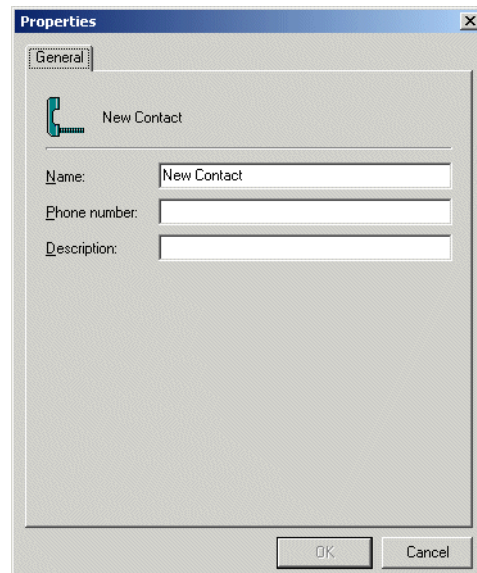 Properties
General
New Contact
Name: New Contact
Phone number:
Description:
OK Cancel